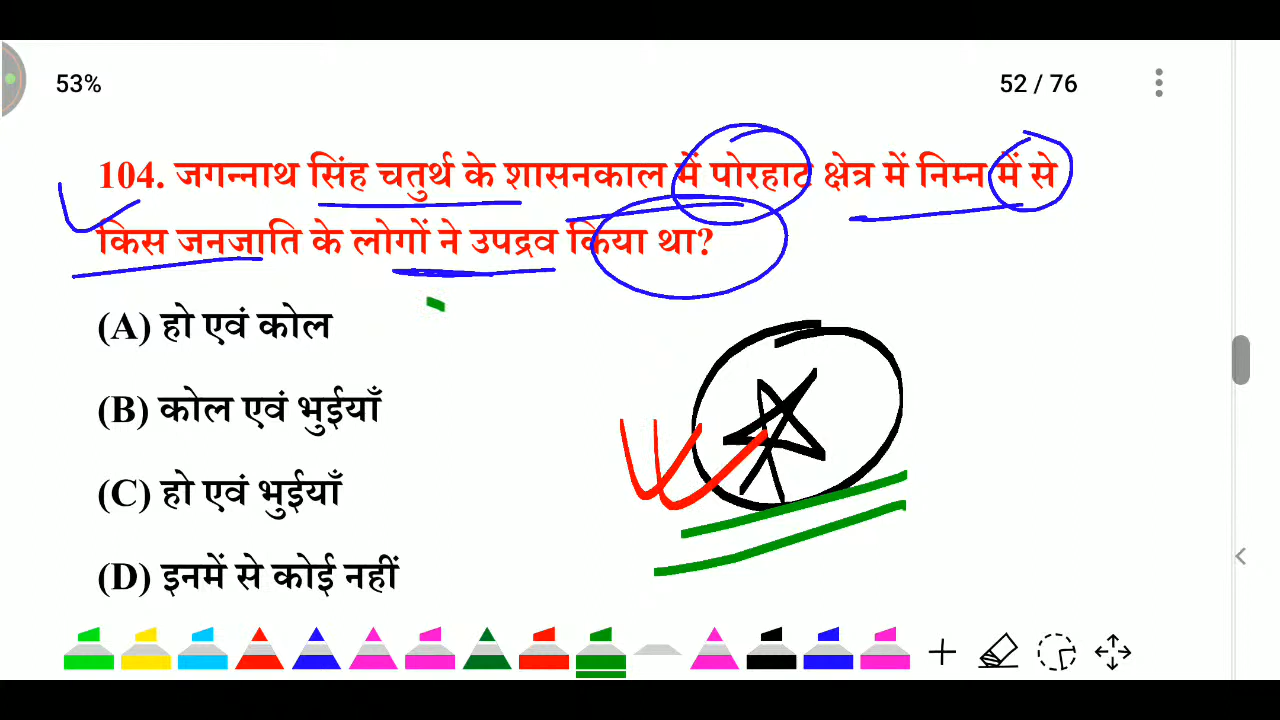 53%
52 / 76
104. जगन्नाथ सिंह चतुर्थ के शासनकाल में पोरहाट क्षेत्र में निम्न में से
किस जनजाति के लोगों ने उपद्रव किया था?
(A) हो एवं कोल
(B) कोल एवं भुईयाँ
(C) हो एवं भुईयाँ
(D) इनमें से कोई नहीं